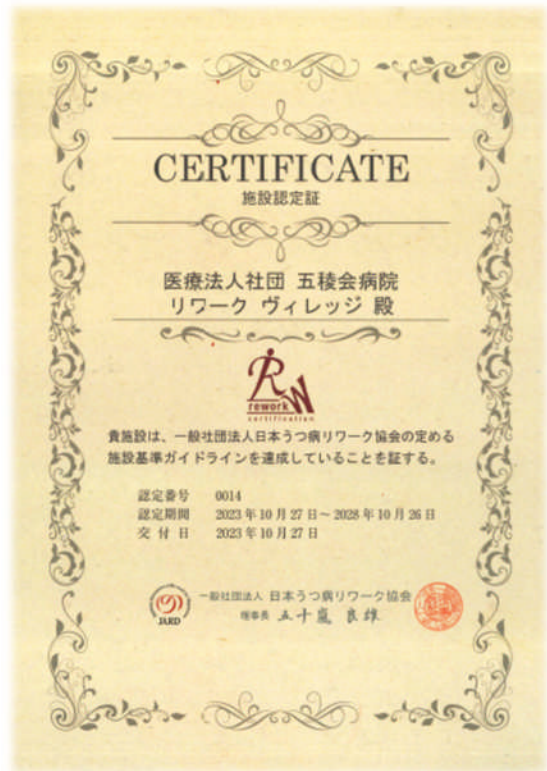 CERTIFICATE
施設認定証
医療法人社団 五稜会病院
リワーク ヴィレッジ 殿
RW
rework
certification
貴施設は、一般社団法人日本うつ病リワーク協会の定める
施設基準ガイドラインを達成していることを証する。
認定番号 0014
認定期間 2023年10月27日～2028年10月26日
交付日 2023年10月27日
一般社団法人 日本うつ病リワーク協会
理事長 五十嵐 良雄
JARD